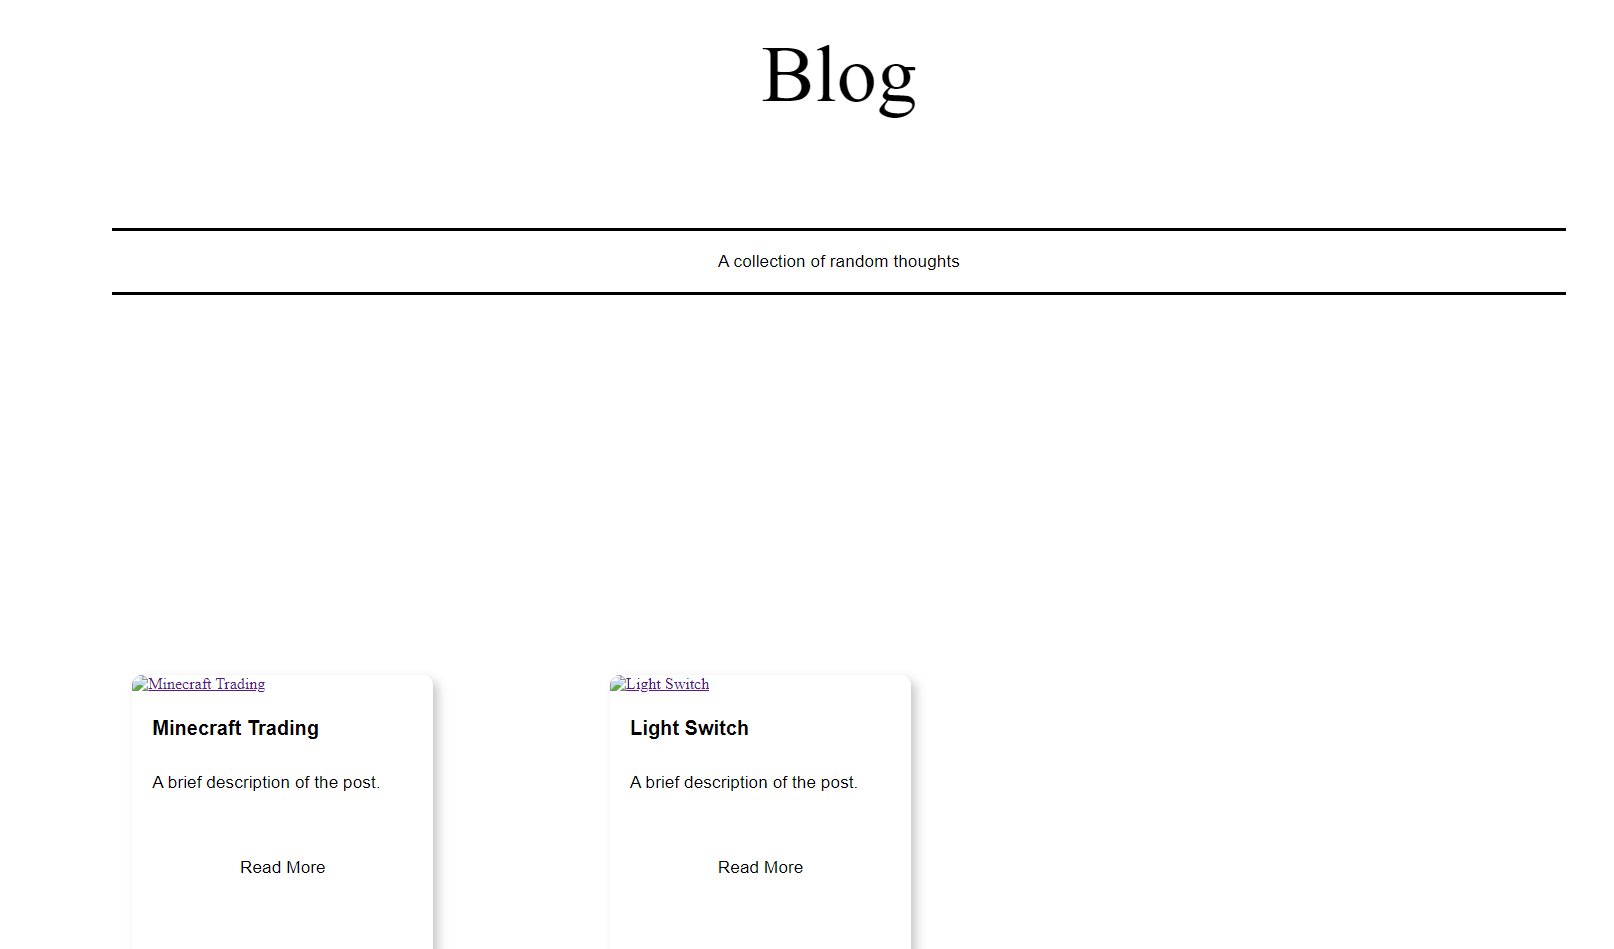 Blog
A collection of random thoughts
Minecraft Trading
Minecraft Trading
A brief description of the post.
Read More
Light Switch
Light Switch
A brief description of the post.
Read More